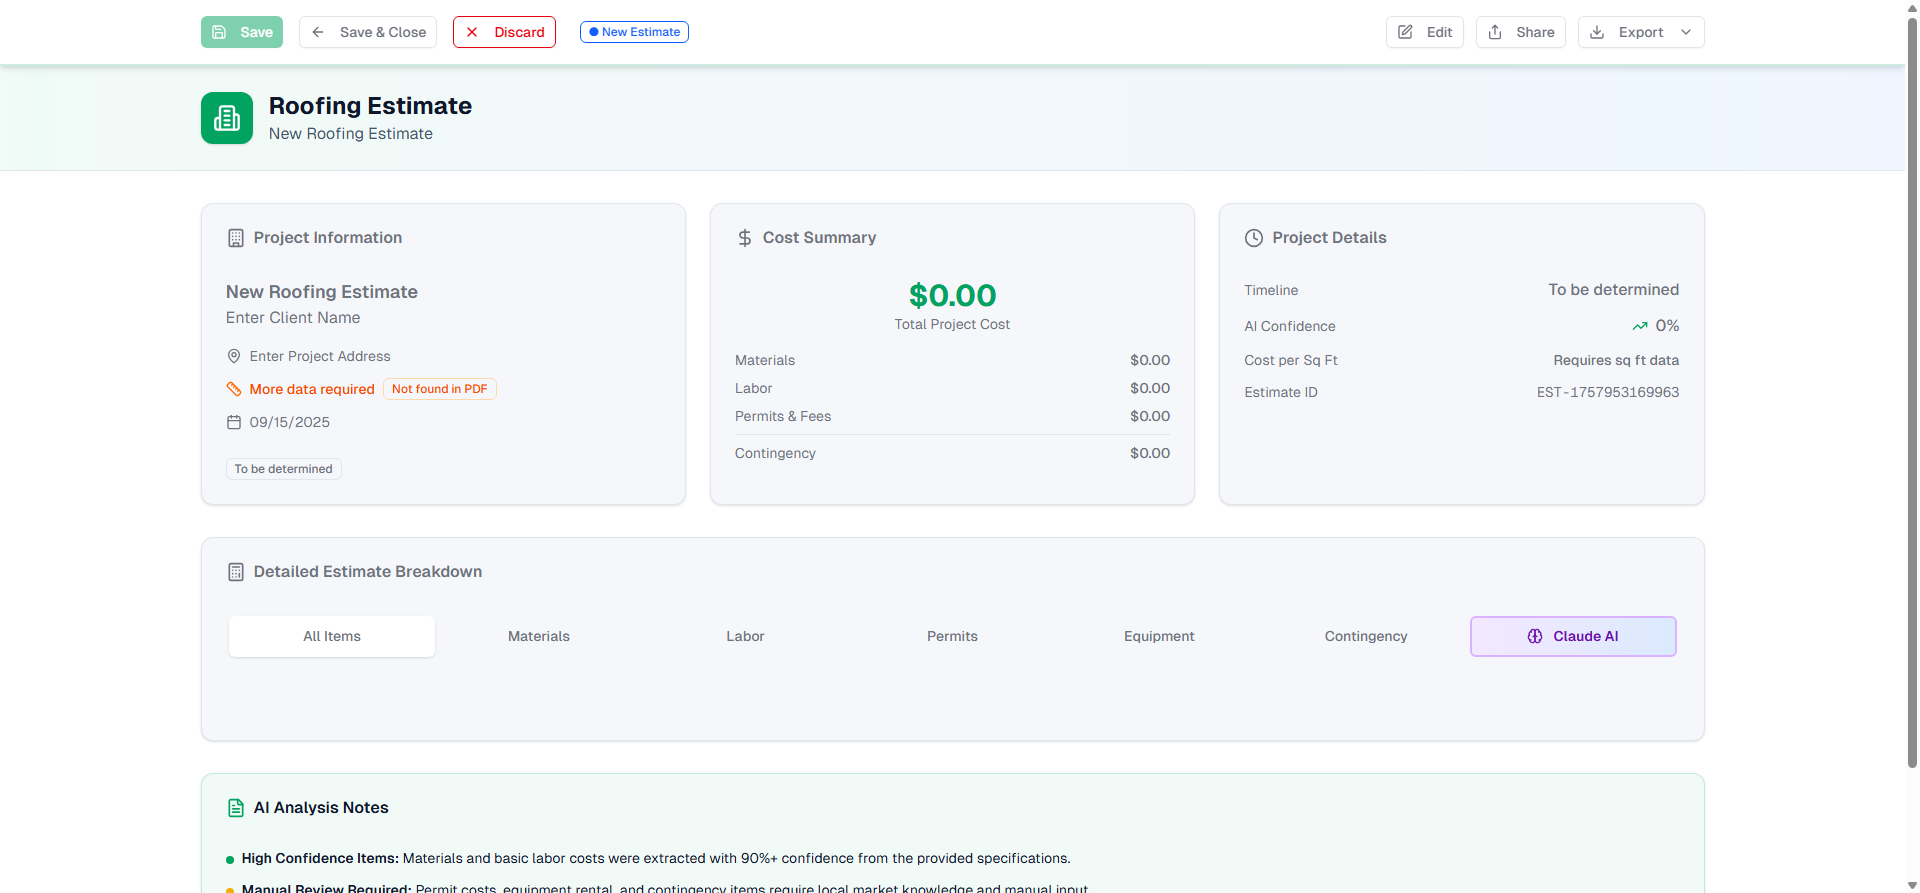 Save
Save & Close
Discard
New Estimate
Edit
Share
Export
Roofing Estimate
New Roofing Estimate
Project Information
New Roofing Estimate
Enter Client Name
Enter Project Address
More data required Not found in PDF
09/15/2025
To be determined
Cost Summary
$0.00
Total Project Cost
Materials $0.00
Labor $0.00
Permits & Fees $0.00
Contingency $0.00
Project Details
Timeline To be determined
AI Confidence 0%
Cost per Sq Ft Requires sq ft data
Estimate ID EST-1757953169963
Detailed Estimate Breakdown
All Items
Materials
Labor
Permits
Equipment
Contingency
Claude AI
AI Analysis Notes
High Confidence Items: Materials and basic labor costs were extracted with 90%+ confidence from the provided specifications.
Manual Review Required: Permit costs, equipment rental, and contingency items require local market knowledge and manual input.